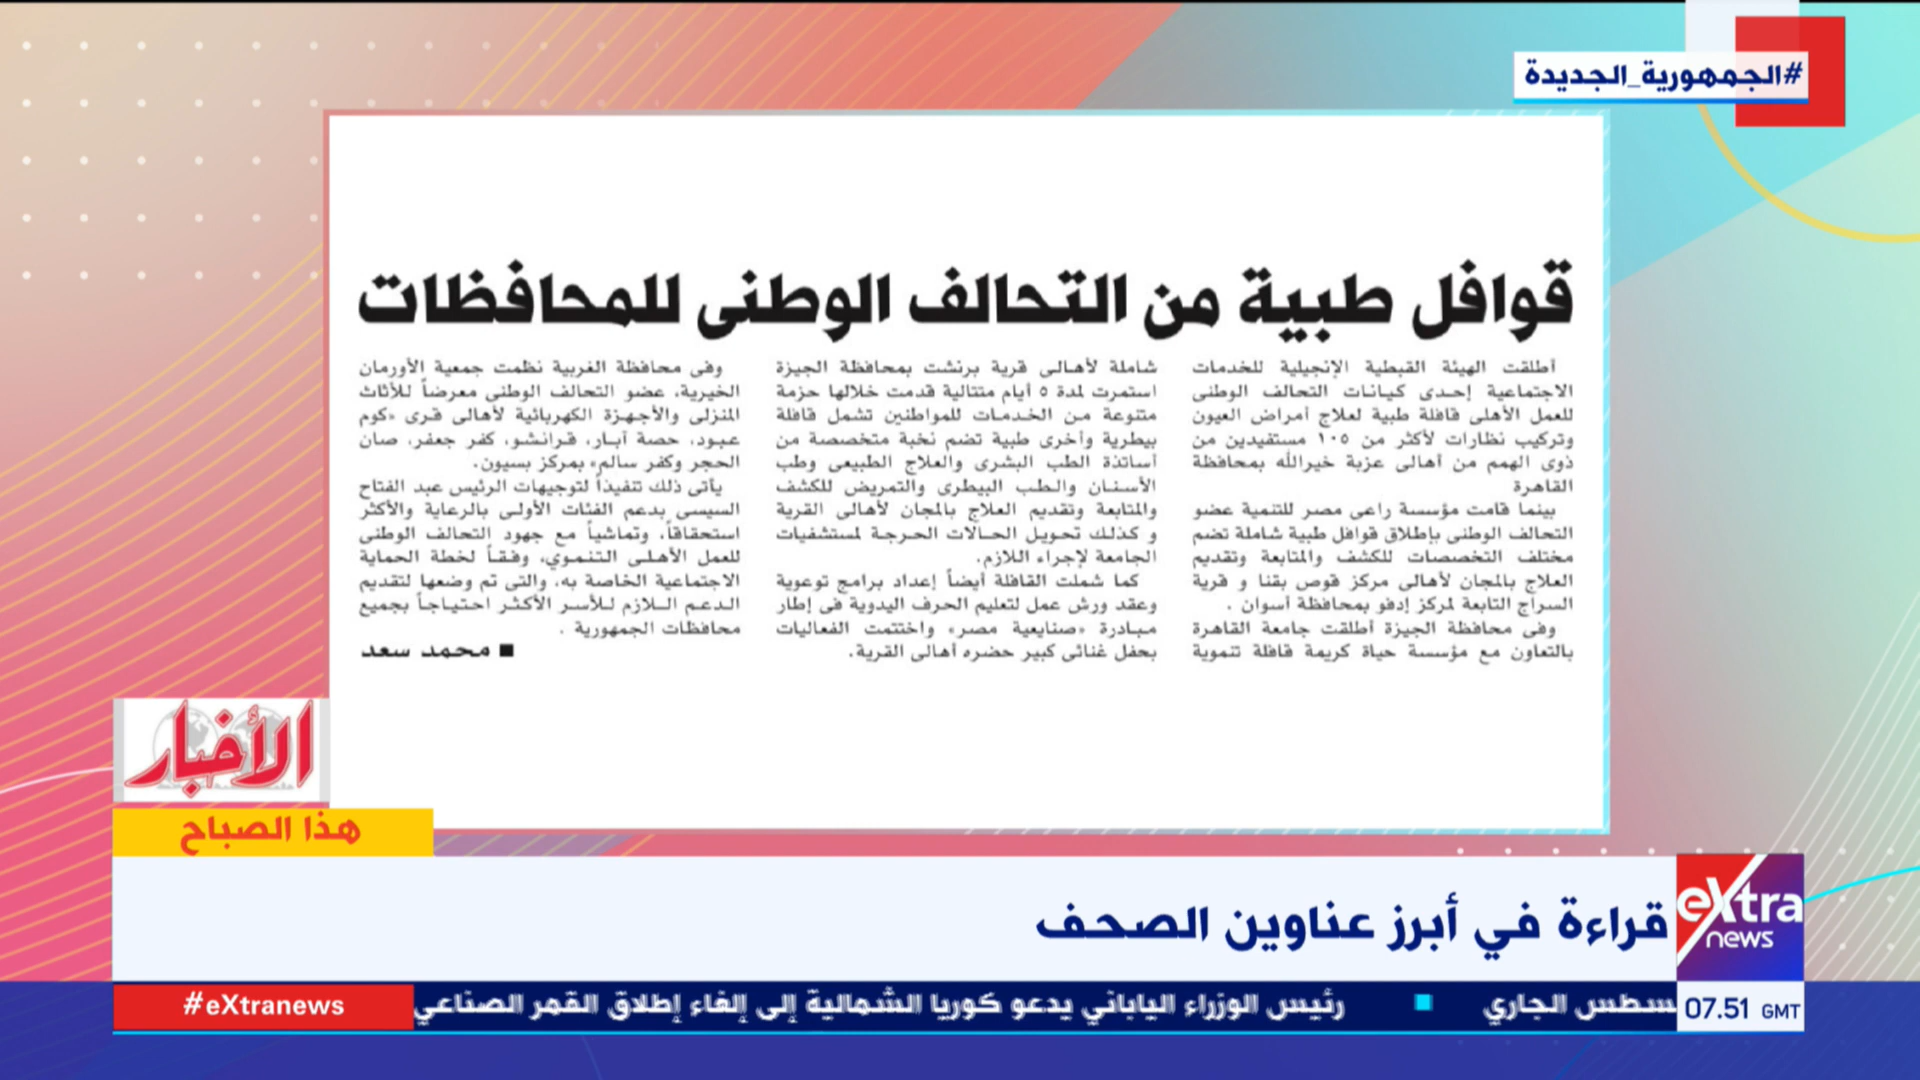 #الجمهورية_الجديدة
قوافل طبية من التحالف الوطنى للمحافظات
أطلقت الهيئة القبطية الإنجيلية للخدمات
الاجتماعية إحدى كيانات التحالف الوطنى
للعمل الأهلى قافلة طبية لعلاج أمراض العيون
وتركيب نظارات لأكثر من ١٠٥ مستفيدين من
ذوى الهمم من أهالى عزبة خيرالله بمحافظة
القاهرة
بينما قامت مؤسسة راعى مصر للتنمية عضو
التحالف الوطنى بإطلاق قوافل طبية شاملة تضم
مختلف التخصصات للكشف والمتابعة وتقديم
العلاج بالمجان لأهالى مركز قوص بقنا و قرية
السراج التابعة لمركز إدفو بمحافظة أسوان .
وفى محافظة الجيزة أطلقت جامعة القاهرة
بالتعاون مع مؤسسة حياة كريمة قافلة تنموية
شاملة لأهالى قرية برنشت بمحافظة الجيزة
استمرت لمدة ٥ أيام متتالية قدمت خلالها حزمة
متنوعة من الخدمات للمواطنين تشمل قافلة
بيطرية وأخرى طبية تضم نخبة متخصصة من
أساتذة الطب البشرى والعلاج الطبيعى وطب
الأسنان والطب البيطرى والتمريض للكشف
والمتابعة وتقديم العلاج بالمجان لأهالى القرية
و كذلك تحويل الحالات الحرجة لمستشفيات
الجامعة لإجراء اللازم.
كما شملت القافلة أيضاً إعداد برامج توعوية
وعقد ورش عمل لتعليم الحرف اليدوية فى إطار
مبادرة «صنايعية مصر» واختتمت الفعاليات
بحفل غنائى كبير حضره أهالى القرية.
وفى محافظة الغربية نظمت جمعية الأورمان
الخيرية، عضو التحالف الوطنى معرضاً للأثاث
المنزلى والأجهزة الكهربائية لأهالى قرى «كوم
عبود، حصة آبار، قرانشو، كفر جعفر، صان
الحجر وكفر سالم» بمركز بسيون.
يأتى ذلك تنفيذاً لتوجيهات الرئيس عبد الفتاح
السيسى بدعم الفئات الأولى بالرعاية والأكثر
استحقاقاً، وتماشياً مع جهود التحالف الوطنى
للعمل الأهلى التنموي، وفقاً لخطة الحماية
الاجتماعية الخاصة به، والتى تم وضعها لتقديم
الدعم اللازم للأسر الأكثر احتياجاً بجميع
محافظات الجمهورية .
■ محمد سعد
الأخبار
هذا الصباح
قراءة في أبرز عناوين الصحف
eXtra
news
سطس الجاري
رئيس الوزراء الياباني يدعو كوريا الشمالية إلى إلغاء إطلاق القمر الصناعي
#eXtranews
07.51 GMT